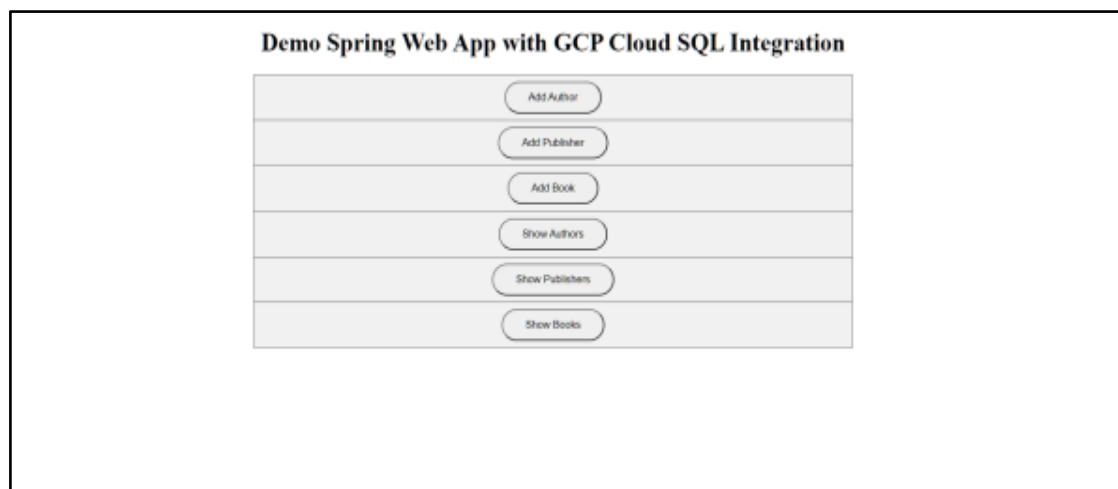 Demo Spring Web App with GCP Cloud SQL Integration
Add Author
Add Publisher
Add Book
Show Authors
Show Publishers
Show Books